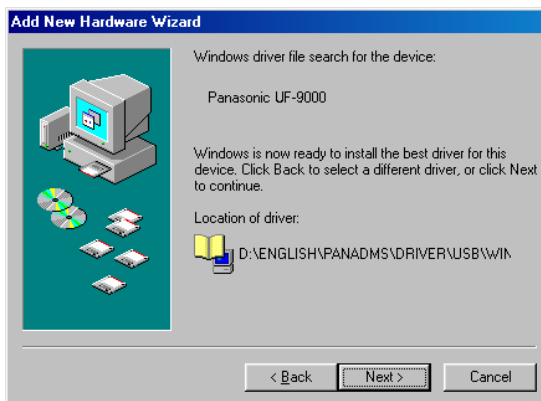 Add New Hardware Wizard
Windows driver file search for the device:
Panasonic UF-9000
Windows is now ready to install the best driver for this
device. Click Back to select a different driver, or click Next
to continue.
Location of driver:
D:\ENGLISH\PANADMS\DRIVER\USB\WIN
< Back
Next >
Cancel